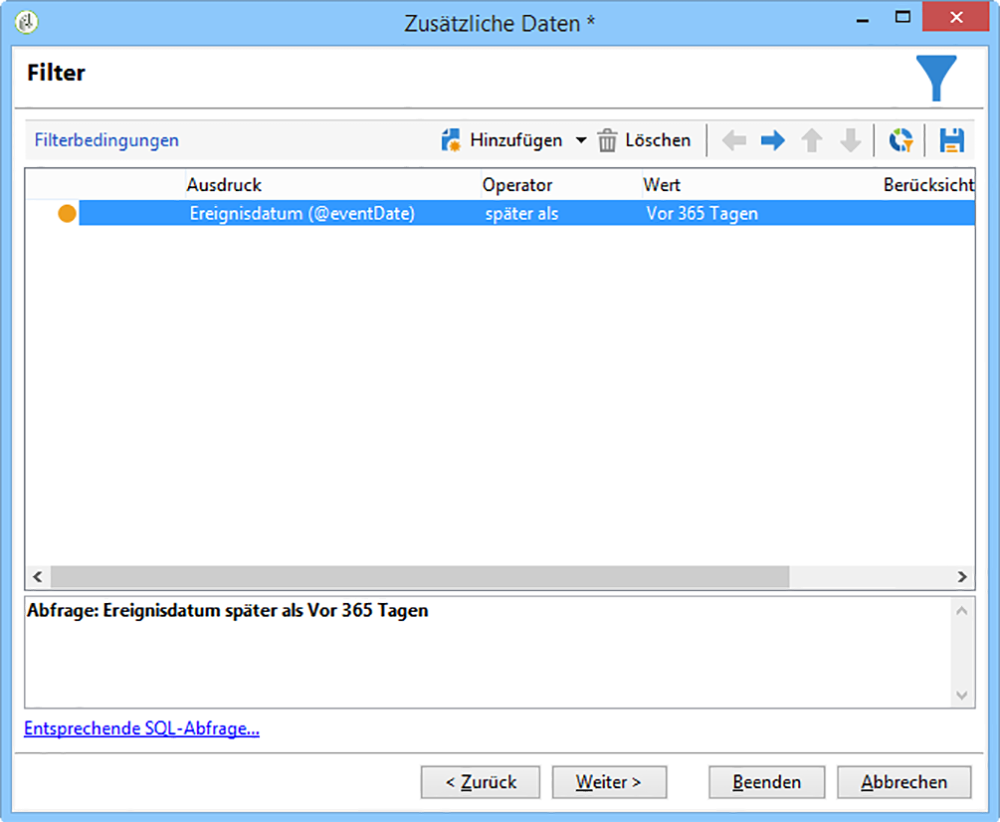 Zusätzliche Daten *
Filter
Filterbedingungen Hinzufügen Löschen
Ausdruck Operator Wert Berücksicht
Ereignisdatum (@eventDate) später als Vor 365 Tagen
Abfrage: Ereignisdatum später als Vor 365 Tagen
Entsprechende SQL-Abfrage...
< Zurück Weiter > Beenden Abbrechen